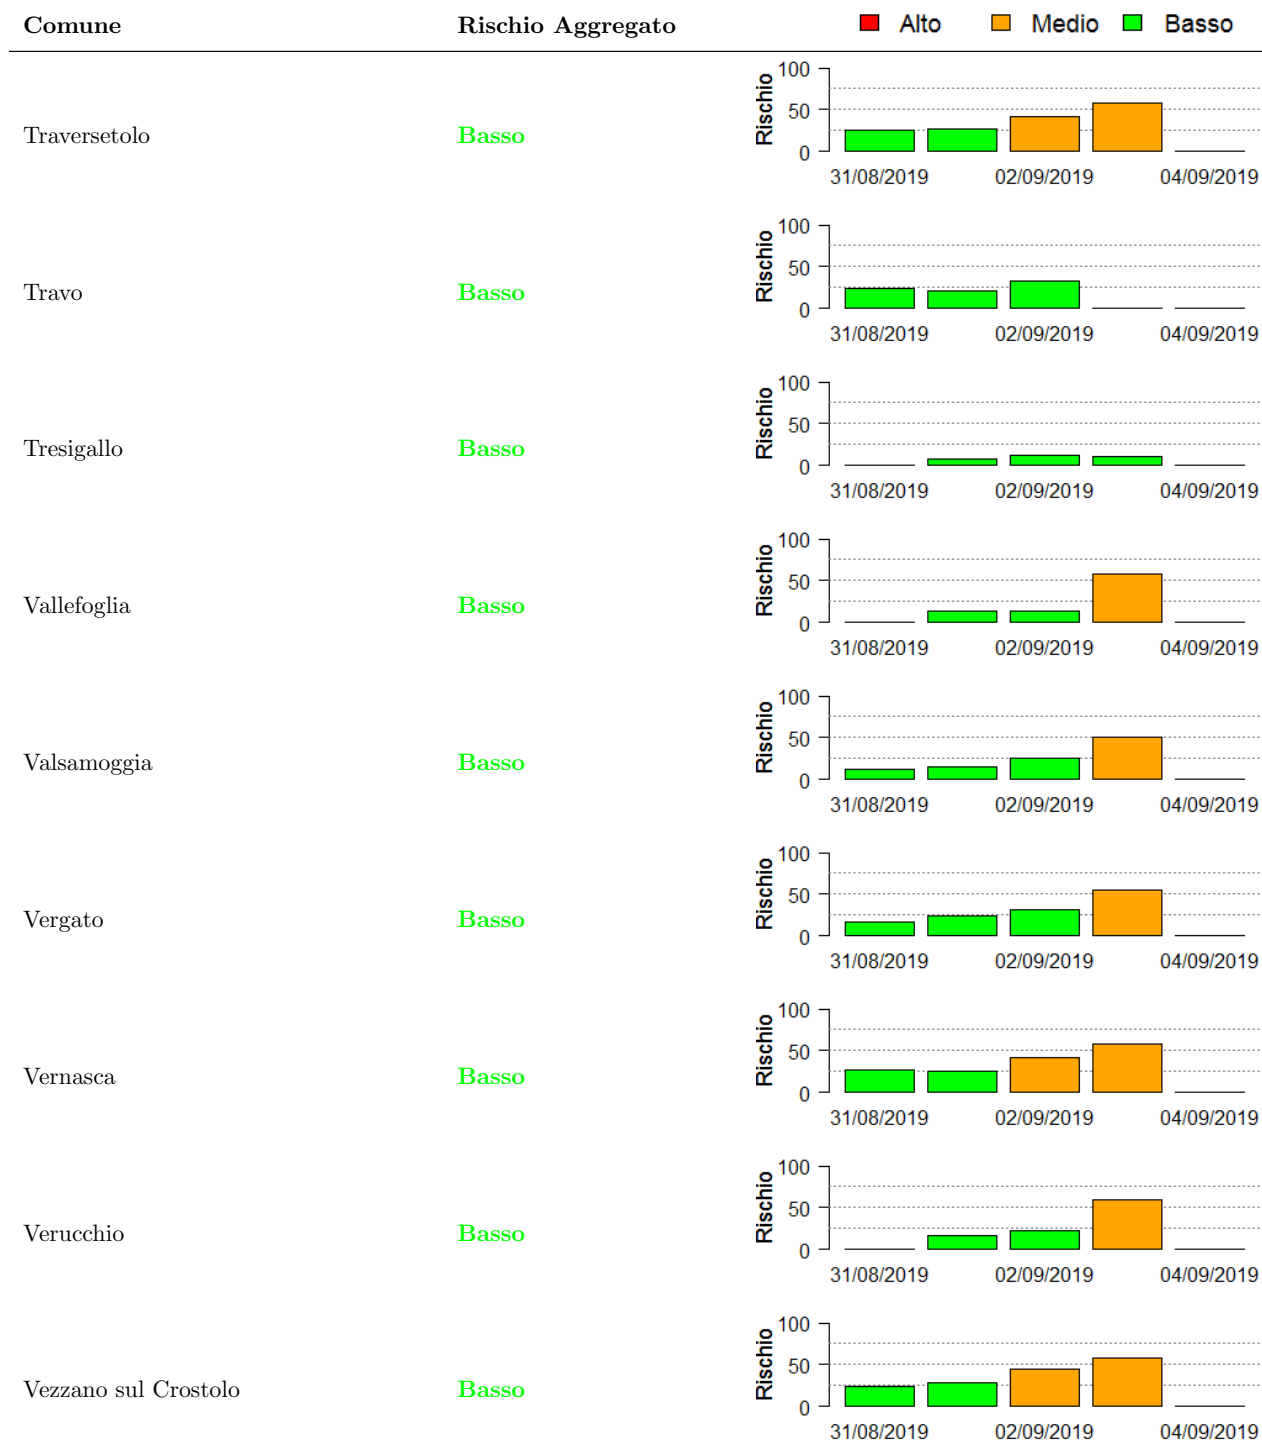 Comune Rischio Aggregato Alto Medio Basso
Traversetolo Basso Rischio 100 50 0
31/08/2019 02/09/2019 04/09/2019
Travo Basso Rischio 100 50 0
31/08/2019 02/09/2019 04/09/2019
Tresigallo Basso Rischio 100 50 0
31/08/2019 02/09/2019 04/09/2019
Vallefoglia Basso Rischio 100 50 0
31/08/2019 02/09/2019 04/09/2019
Valsamoggia Basso Rischio 100 50 0
31/08/2019 02/09/2019 04/09/2019
Vergato Basso Rischio 100 50 0
31/08/2019 02/09/2019 04/09/2019
Vernasca Basso Rischio 100 50 0
31/08/2019 02/09/2019 04/09/2019
Verucchio Basso Rischio 100 50 0
31/08/2019 02/09/2019 04/09/2019
Vezzano sul Crostolo Basso Rischio 100 50 0
31/08/2019 02/09/2019 04/09/2019